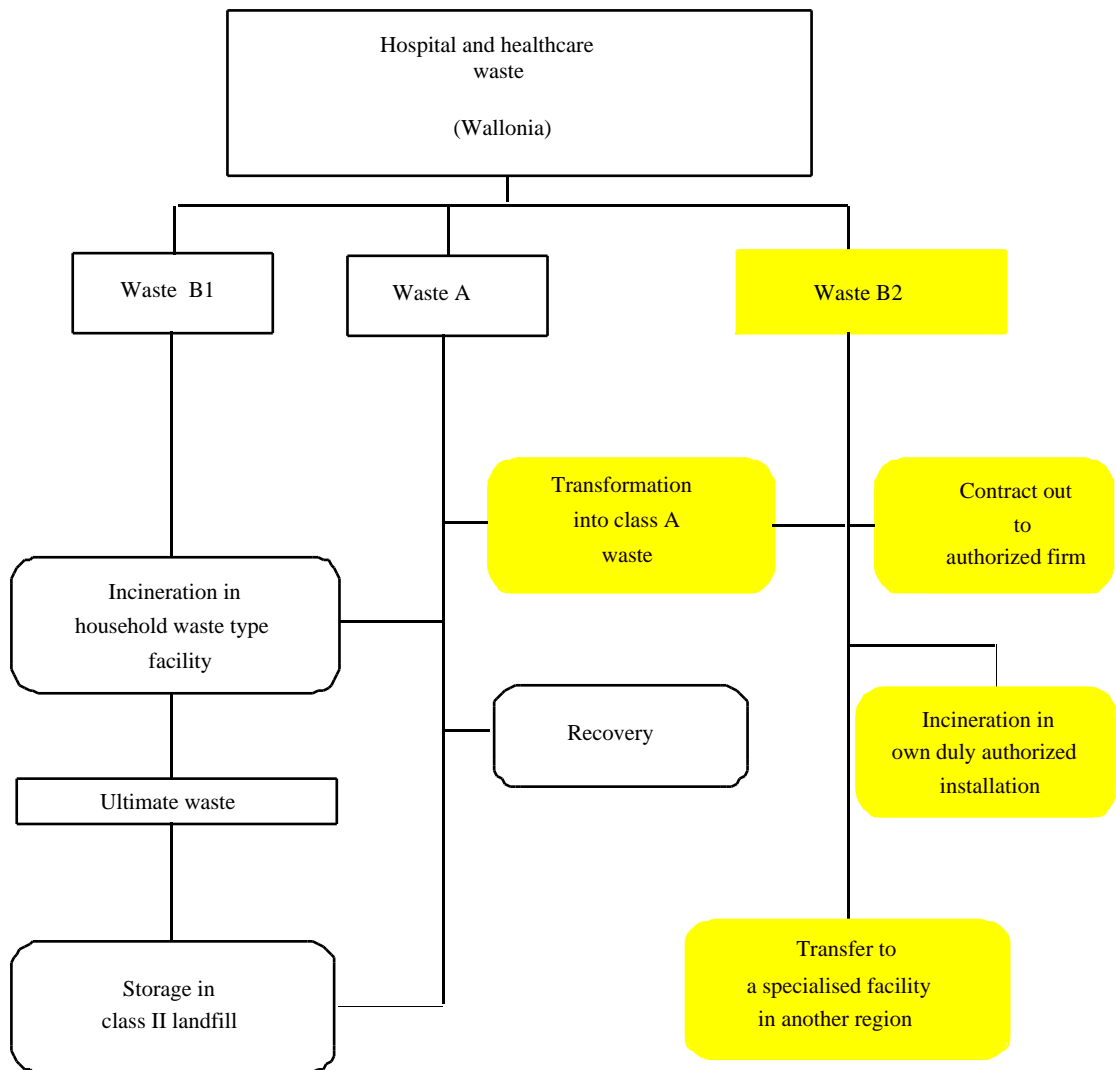 Hospital and healthcare
waste
(Wallonia)
Waste B1
Waste A
Waste B2
Transformation
into class A
waste
Contract out
to
authorized firm
Incineration in
household waste type
facility
Recovery
Incineration in
own duly authorized
installation
Ultimate waste
Transfer to
a specialised facility
in another region
Storage in
class II landfill